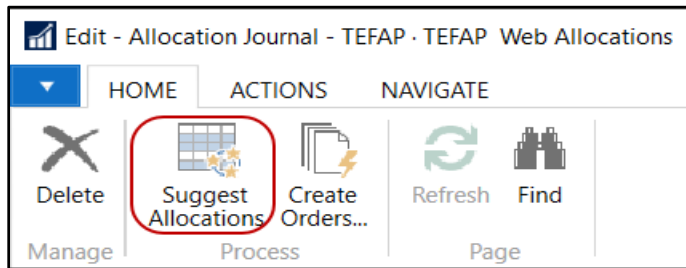 Edit - Allocation Journal - TEFAP · TEFAP Web Allocations
HOME ACTIONS NAVIGATE
Delete Suggest Create Refresh Find
Allocations Orders...
Manage Process Page